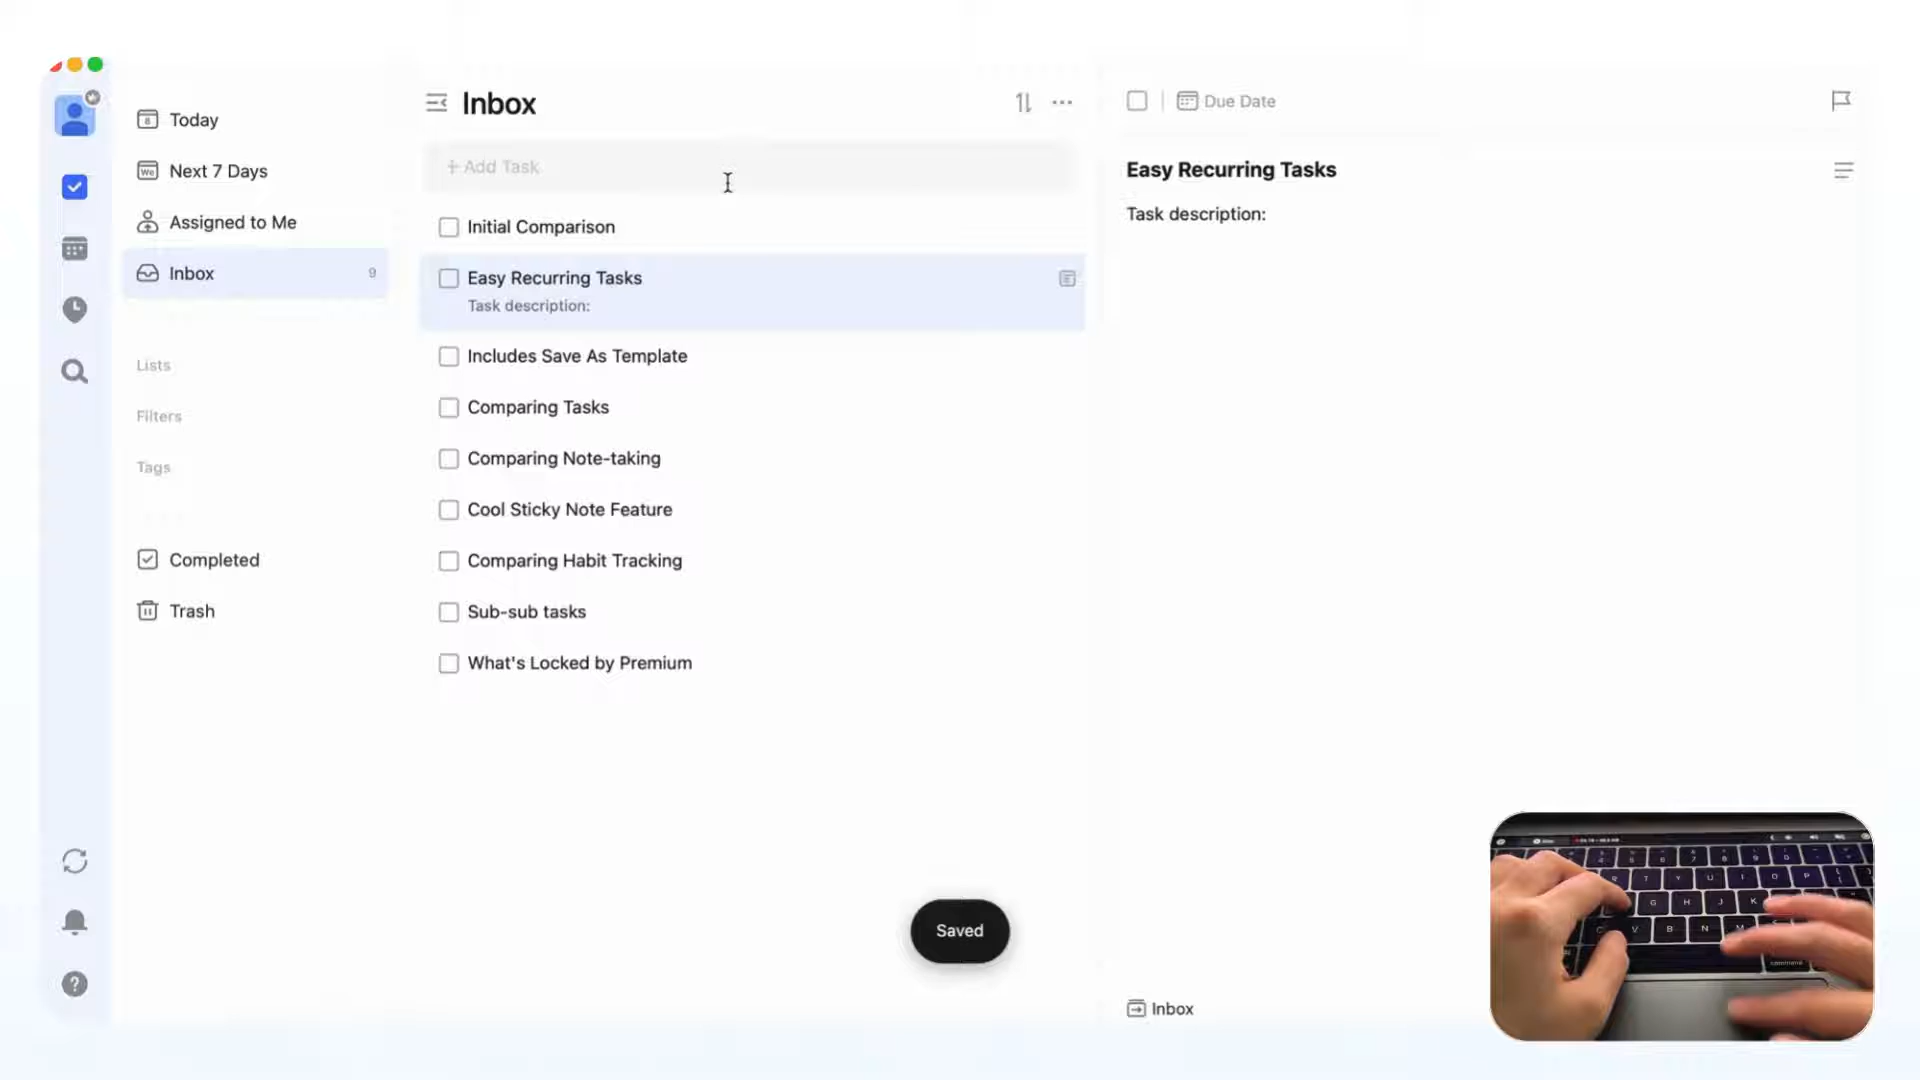 Today
Next 7 Days
Assigned to Me
Inbox 9
Lists
Filters
Tags
Completed
Trash
Inbox
+ Add Task
Initial Comparison
Easy Recurring Tasks
Task description:
Includes Save As Template
Comparing Tasks
Comparing Note-taking
Cool Sticky Note Feature
Comparing Habit Tracking
Sub-sub tasks
What's Locked by Premium
Saved
Due Date
Easy Recurring Tasks
Task description:
Inbox